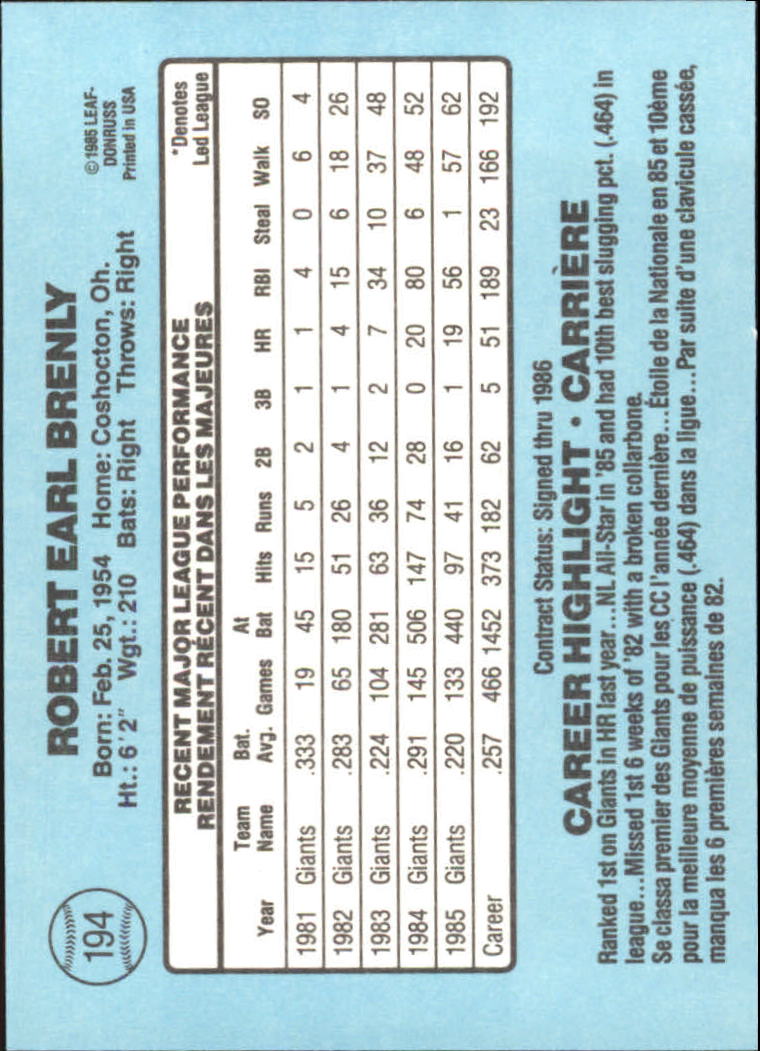 194
ROBERT EARL BRENLY
Born: Feb. 25, 1954 Home: Coshocton, Oh.
Ht.: 6'2" Wgt.: 210 Bats: Right Throws: Right
©1985 LEAF-
DONRUSS
Printed in USA
RECENT MAJOR LEAGUE PERFORMANCE
RENDEMENT RÉCENT DANS LES MAJEURES
*Denotes
Led League
Year Team Name Bat. Avg. Games At Bat Hits Runs 2B 3B HR RBI Steal Walk SO
1981 Giants .333 19 45 15 5 2 1 1 4 0 6 4
1982 Giants .283 65 180 51 26 4 1 4 15 6 18 26
1983 Giants .224 104 281 63 36 12 2 7 34 10 37 48
1984 Giants .291 145 506 147 74 28 0 20 80 6 48 52
1985 Giants .220 133 440 97 41 16 1 19 56 1 57 62
Career .257 466 1452 373 182 62 5 51 189 23 166 192
Contract Status: Signed thru 1986
CAREER HIGHLIGHT • CARRIÈRE
Ranked 1st on Giants in HR last year...NL All-Star in '85 and had 10th best slugging pct. (.464) in
league...Missed 1st 6 weeks of '82 with a broken collarbone.
Se classa premier des Giants pour les CC l'année dernière...Étoile de la Nationale en 85 et 10ème
pour la meilleure moyenne de puissance (.464) dans la ligue...Par suite d'une clavicule cassée,
manqua les 6 premières semaines de 82.